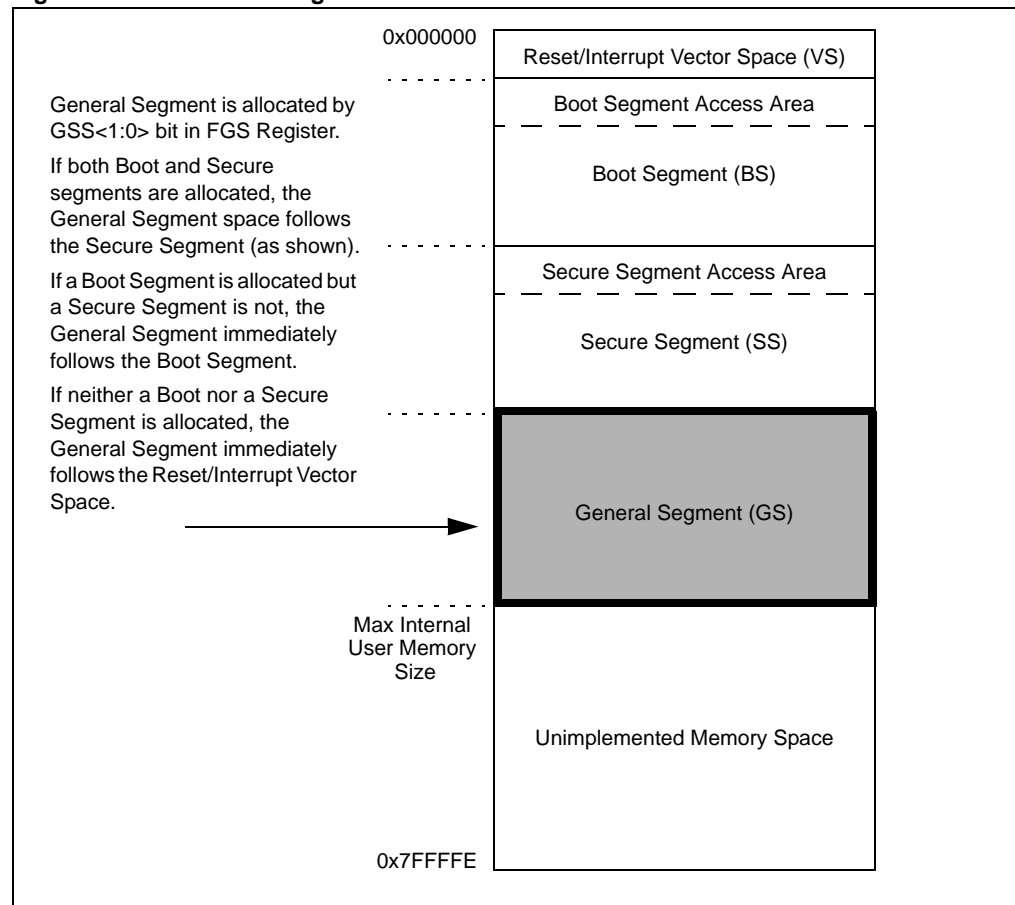 0x000000
Reset/Interrupt Vector Space (VS)
General Segment is allocated by
GSS<1:0> bit in FGS Register.
If both Boot and Secure
segments are allocated, the
General Segment space follows
the Secure Segment (as shown).
If a Boot Segment is allocated but
a Secure Segment is not, the
General Segment immediately
follows the Boot Segment.
If neither a Boot nor a Secure
Segment is allocated, the
General Segment immediately
follows the Reset/Interrupt Vector
Space.
Boot Segment Access Area
Boot Segment (BS)
Secure Segment Access Area
Secure Segment (SS)
General Segment (GS)
Max Internal
User Memory
Size
Unimplemented Memory Space
0x7FFFFE